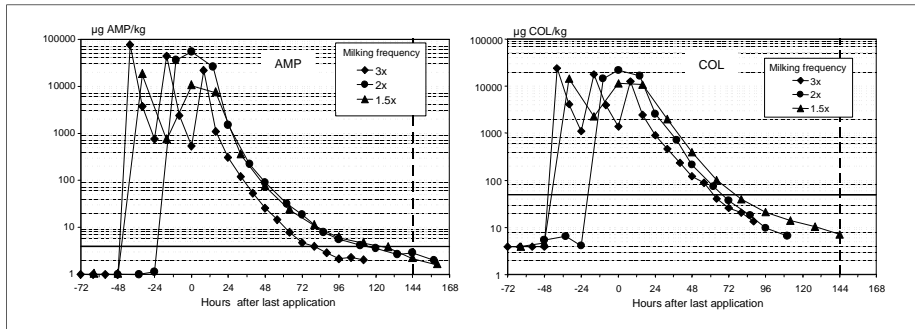 µg AMP/kg
100000
10000
1000
100
10
1
AMP
Milking frequency
3x
2x
1.5x
-72 -48 -24 0 24 48 72 96 120 144 168
Hours after last application
µg COL/kg
100000
10000
1000
100
10
1
COL
Milking frequency
3x
2x
1.5x
-72 -48 -24 0 24 48 72 96 120 144 168
Hours after last application